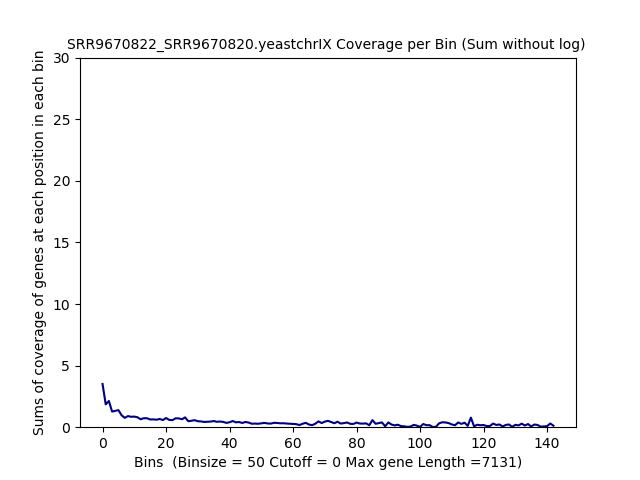 SRR9670822_SRR9670820.yeastchrIX Coverage per Bin (Sum without log)
Sums of coverage of genes at each position in each bin
30
25
20
15
10
5
0
0 20 40 60 80 100 120 140
Bins  (Binsize = 50 Cutoff = 0 Max gene Length =7131)